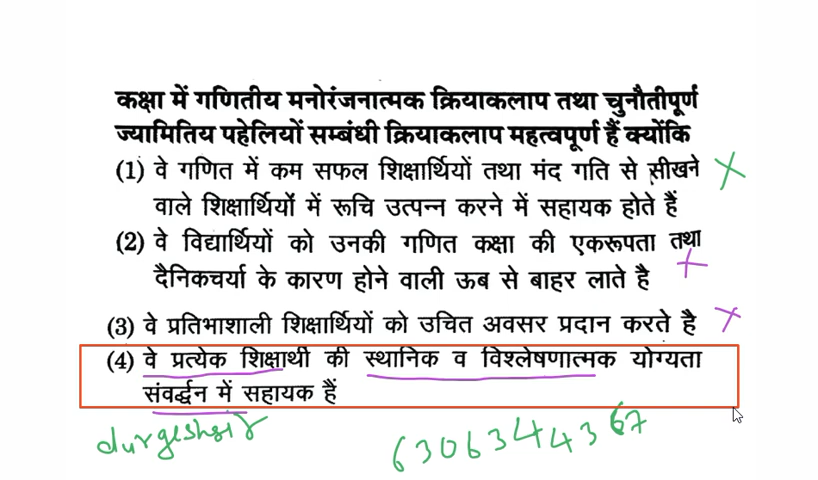 कक्षा में गणितीय मनोरंजनात्मक क्रियाकलाप तथा चुनौतीपूर्ण
ज्यामितिय पहेलियों सम्बंधी क्रियाकलाप महत्वपूर्ण हैं क्योंकि
(1) वे गणित में कम सफल शिक्षार्थियों तथा मंद गति से सीखने
वाले शिक्षार्थियों में रूचि उत्पन्न करने में सहायक होते हैं
(2) वे विद्यार्थियों को उनकी गणित कक्षा की एकरूपता तथा
दैनिकचर्या के कारण होने वाली ऊब से बाहर लाते है
(3) वे प्रतिभाशाली शिक्षार्थियों को उचित अवसर प्रदान करते है
(4) वे प्रत्येक शिक्षार्थी की स्थानिक व विश्लेषणात्मक योग्यता
संवर्द्धन में सहायक हैं
durgesh सर
6306344367